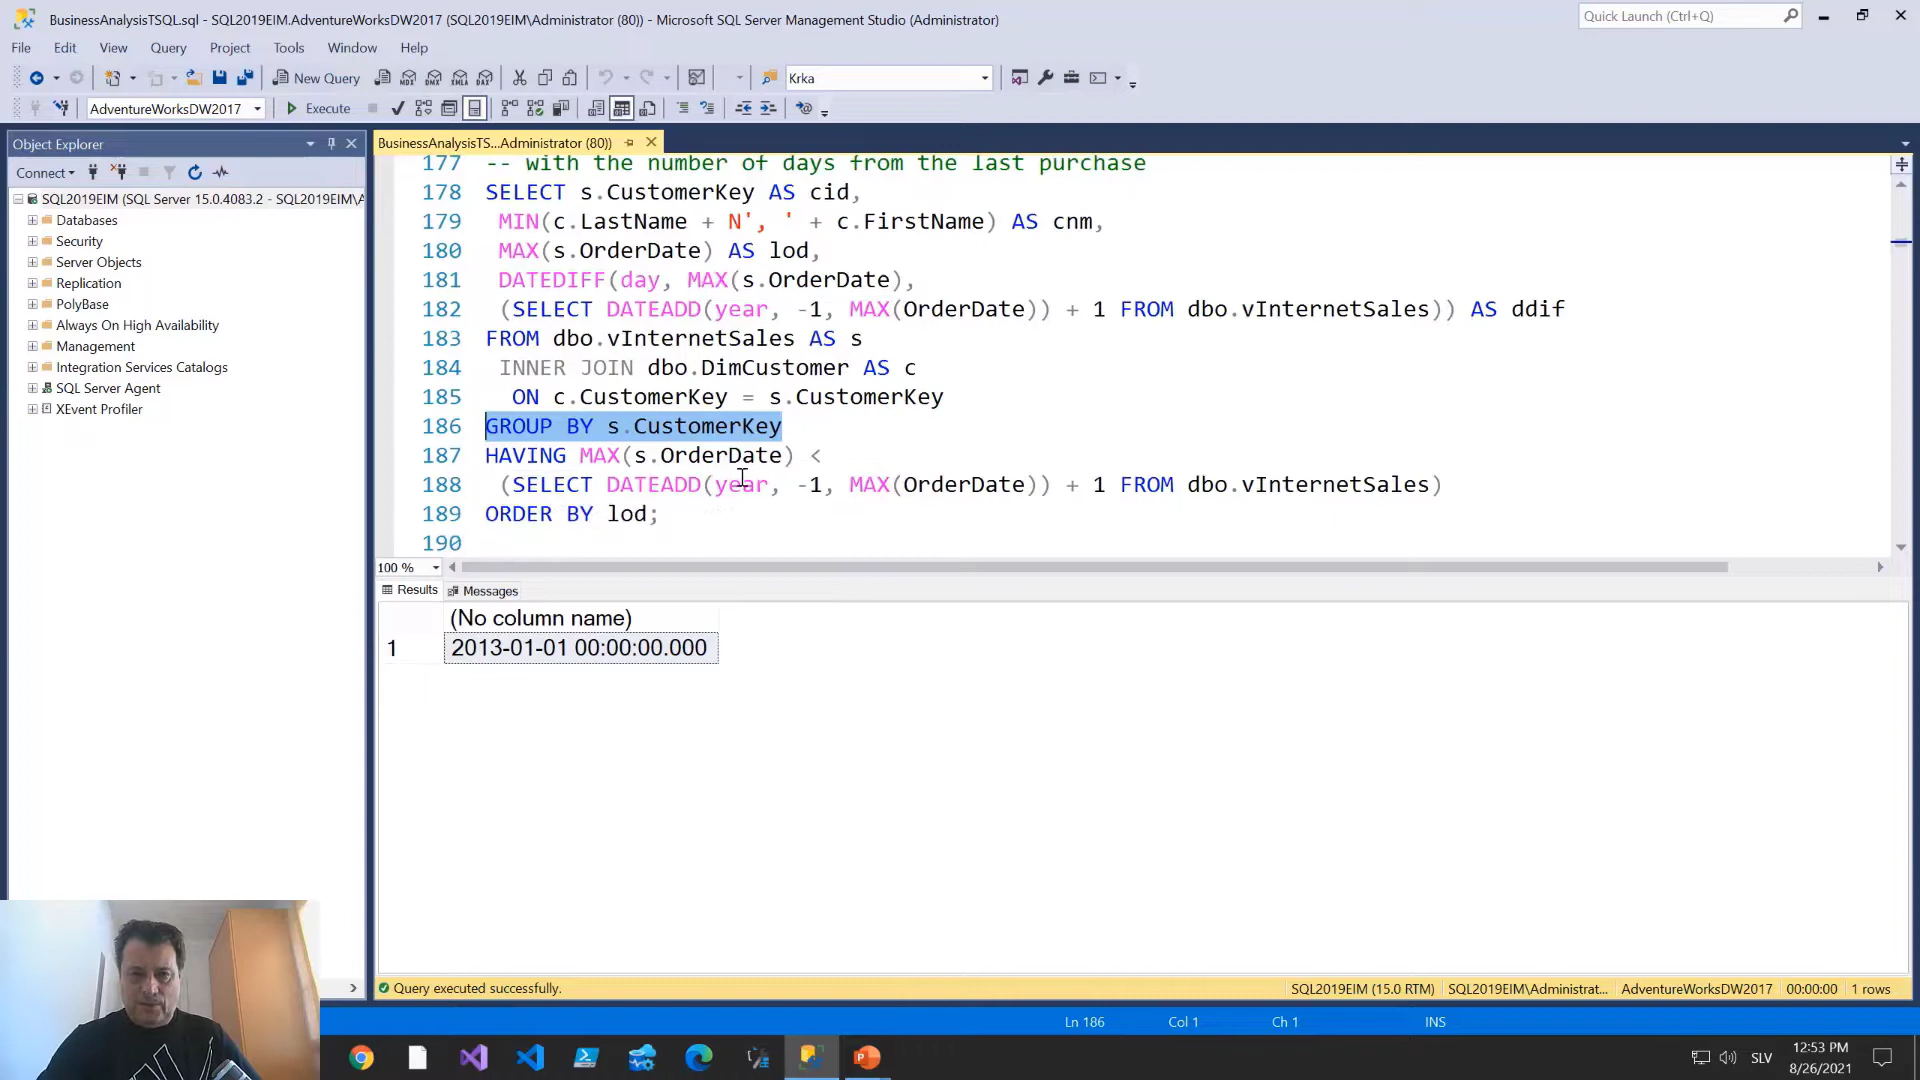 BusinessAnalysisTSQL.sql - SQL2019EIM.AdventureWorksDW2017 (SQL2019EIM\Administrator (80)) - Microsoft SQL Server Management Studio (Administrator)
Quick Launch (Ctrl+Q)
File Edit View Query Project Tools Window Help
New Query
MDX DMX XMLA DAX
Krka
AdventureWorksDW2017
Execute
Object Explorer
Connect
SQL2019EIM (SQL Server 15.0.4083.2 - SQL2019EIM\A
Databases
Security
Server Objects
Replication
PolyBase
Always On High Availability
Management
Integration Services Catalogs
SQL Server Agent
XEvent Profiler
BusinessAnalysisTS...Administrator (80))
177 -- with the number of days from the last purchase
178 SELECT s.CustomerKey AS cid,
179 MIN(c.LastName + N', ' + c.FirstName) AS cnm,
180 MAX(s.OrderDate) AS lod,
181 DATEDIFF(day, MAX(s.OrderDate),
182 (SELECT DATEADD(year, -1, MAX(OrderDate)) + 1 FROM dbo.vInternetSales)) AS ddif
183 FROM dbo.vInternetSales AS s
184 INNER JOIN dbo.DimCustomer AS c
185 ON c.CustomerKey = s.CustomerKey
186 GROUP BY s.CustomerKey
187 HAVING MAX(s.OrderDate) <
188 (SELECT DATEADD(year, -1, MAX(OrderDate)) + 1 FROM dbo.vInternetSales)
189 ORDER BY lod;
190
100 %
Results Messages
(No column name)
1 2013-01-01 00:00:00.000
Query executed successfully.
SQL2019EIM (15.0 RTM) SQL2019EIM\Administrat... AdventureWorksDW2017 00:00:00 1 rows
Ln 186 Col 1 Ch 1 INS
SLV
12:53 PM
8/26/2021